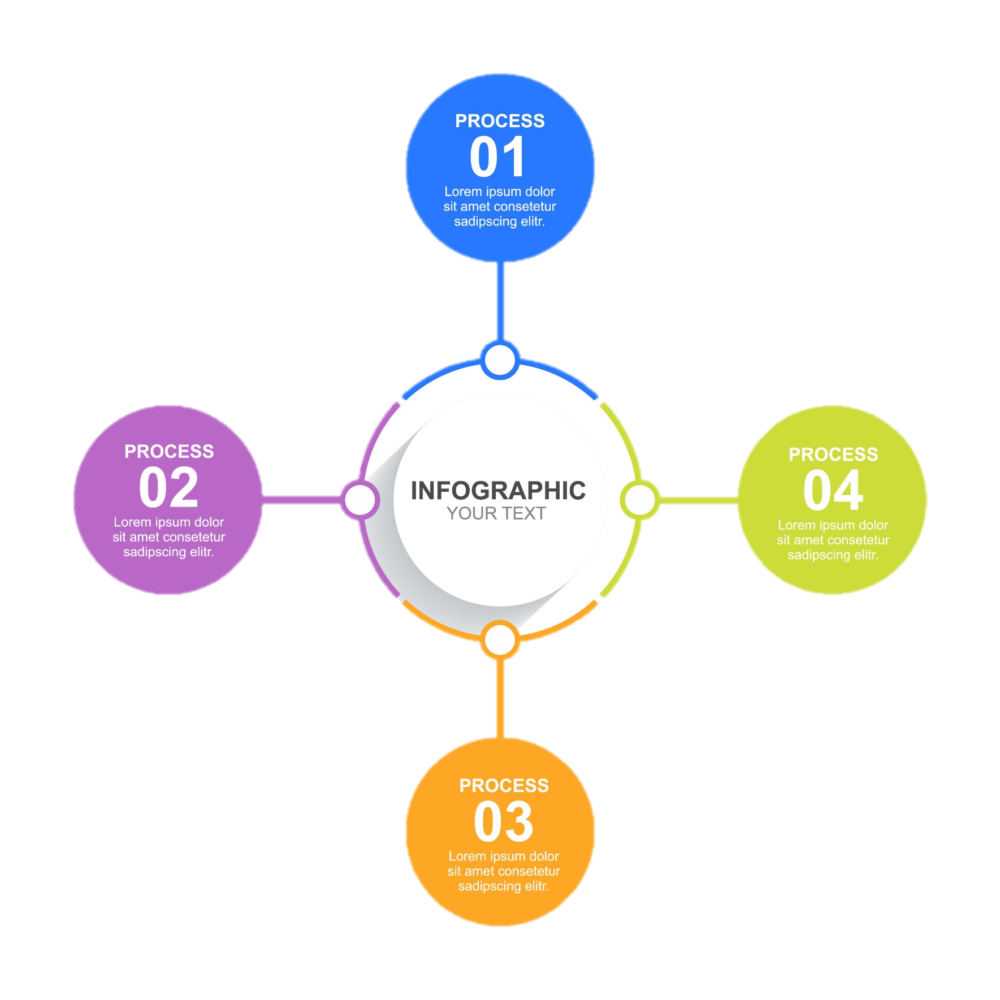 PROCESS
01
Lorem ipsum dolor
sit amet consetetur
sadipscing elitr.
PROCESS
02
Lorem ipsum dolor
sit amet consetetur
sadipscing elitr.
INFOGRAPHIC
YOUR TEXT
PROCESS
04
Lorem ipsum dolor
sit amet consetetur
sadipscing elitr.
PROCESS
03
Lorem ipsum dolor
sit amet consetetur
sadipscing elitr.